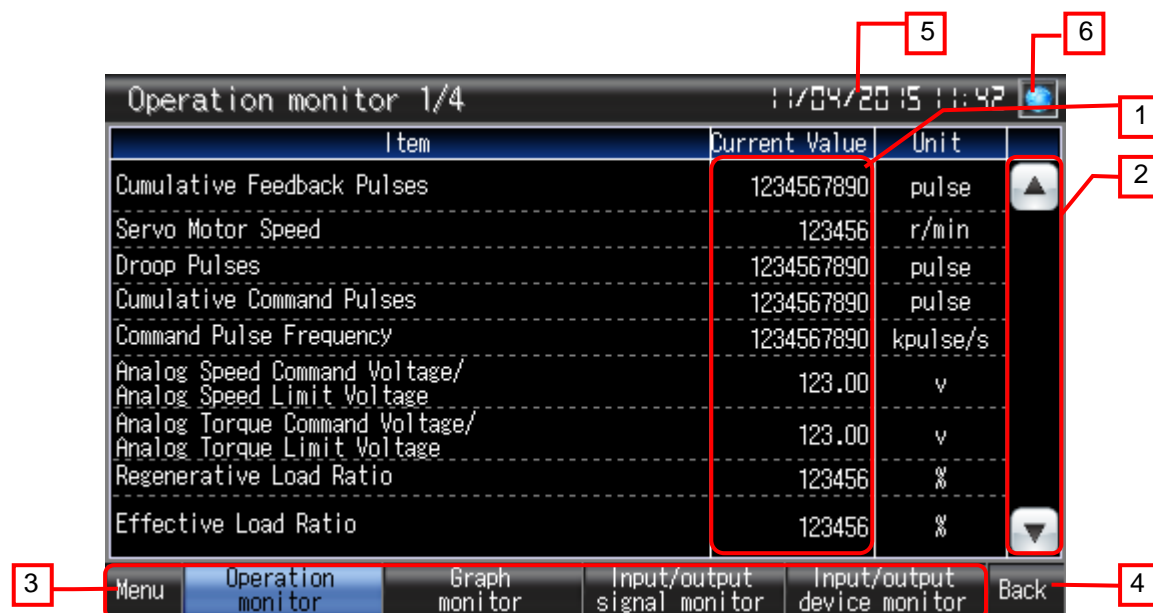 5 6
Operation monitor 1/4 11/04/2015 11:42
1
Item Current Value Unit
2
Cumulative Feedback Pulses 1234567890 pulse
Servo Motor Speed 123456 r/min
Droop Pulses 1234567890 pulse
Cumulative Command Pulses 1234567890 pulse
Command Pulse Frequency 1234567890 kpulse/s
Analog Speed Command Voltage/
Analog Speed Limit Voltage 123.00 v
Analog Torque Command Voltage/
Analog Torque Limit Voltage 123.00 v
Regenerative Load Ratio 123456 %
Effective Load Ratio 123456 %
3 Menu Operation monitor Graph monitor Input/output signal monitor Input/output device monitor Back 4